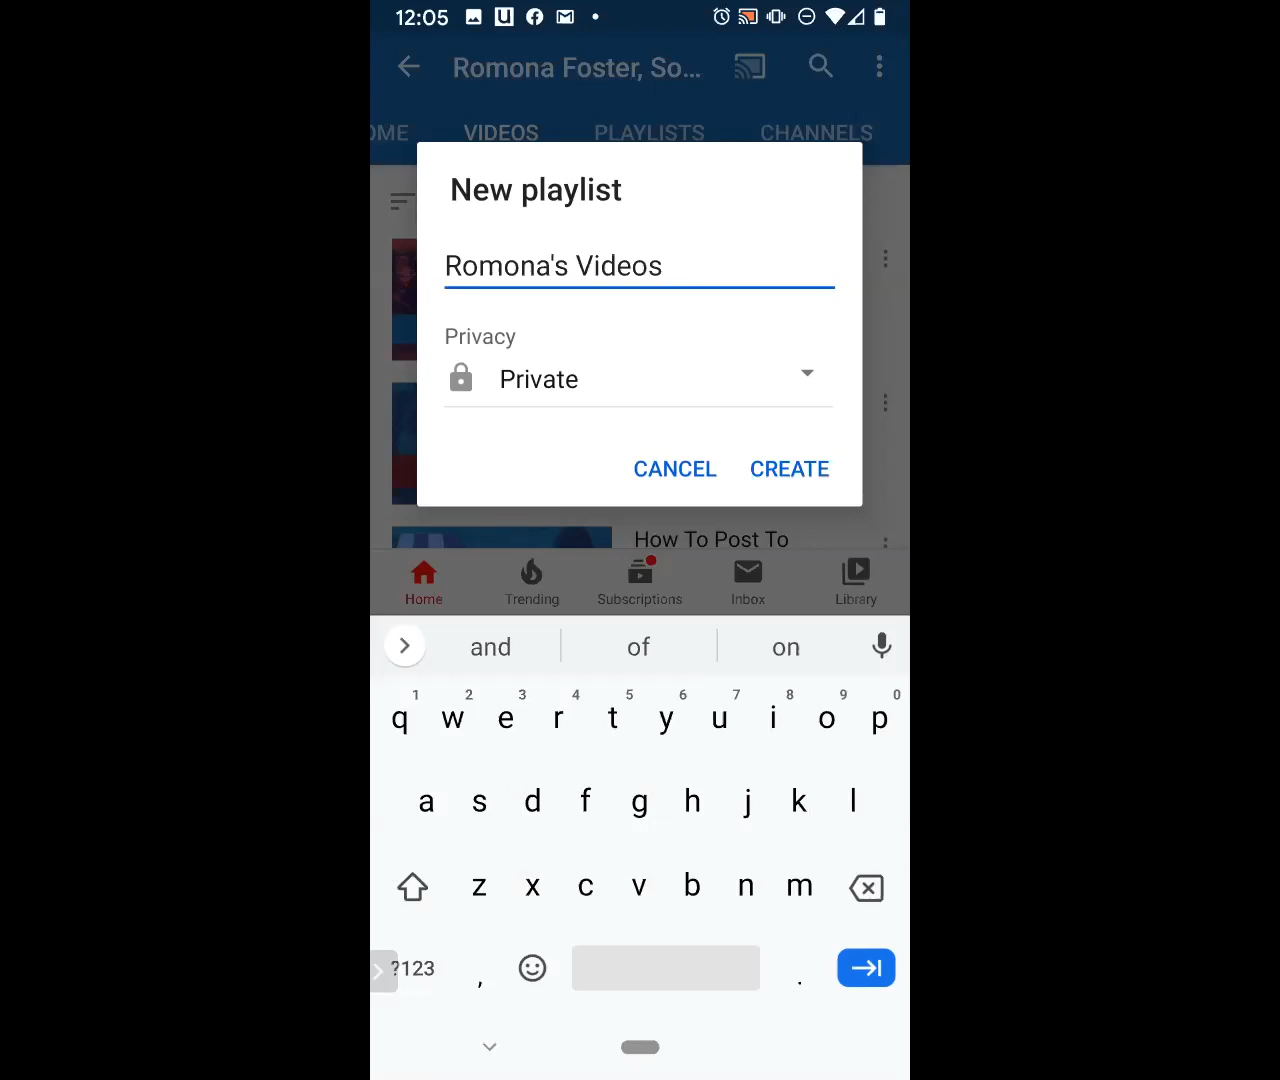 12:05
Romona Foster, So...
OME VIDEOS PLAYLISTS CHANNELS
New playlist
Romona's Videos
Privacy
Private
CANCEL CREATE
How To Post To
Home Trending Subscriptions Inbox Library
and of on
1 2 3 4 5 6 7 8 9 0
q w e r t y u i o p
a s d f g h j k l
z x c v b n m
?123 , .